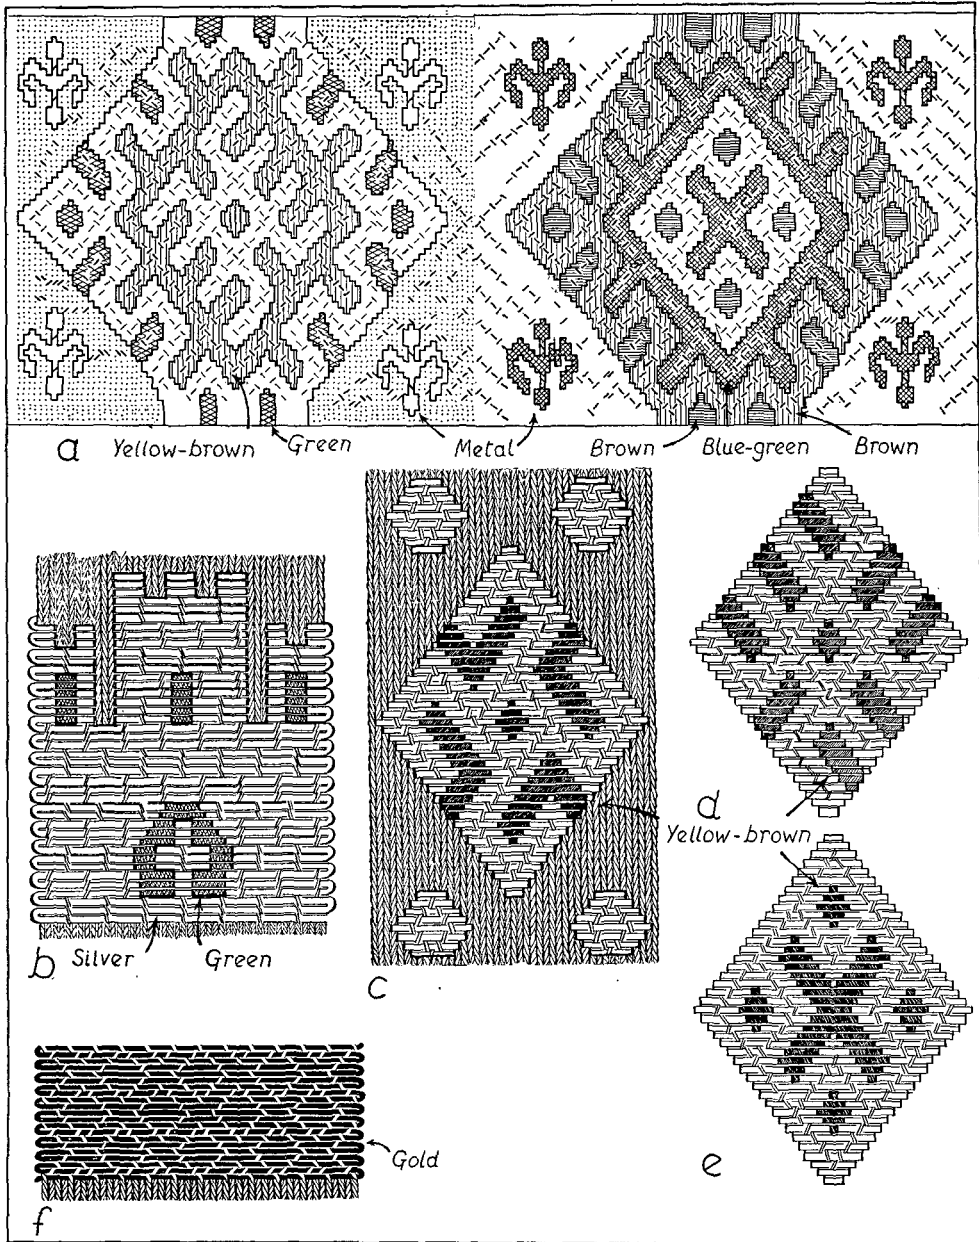 a Yellow-brown Green Metal Brown Blue-green Brown
b Silver Green
c
d
Yellow-brown
e
f
Gold